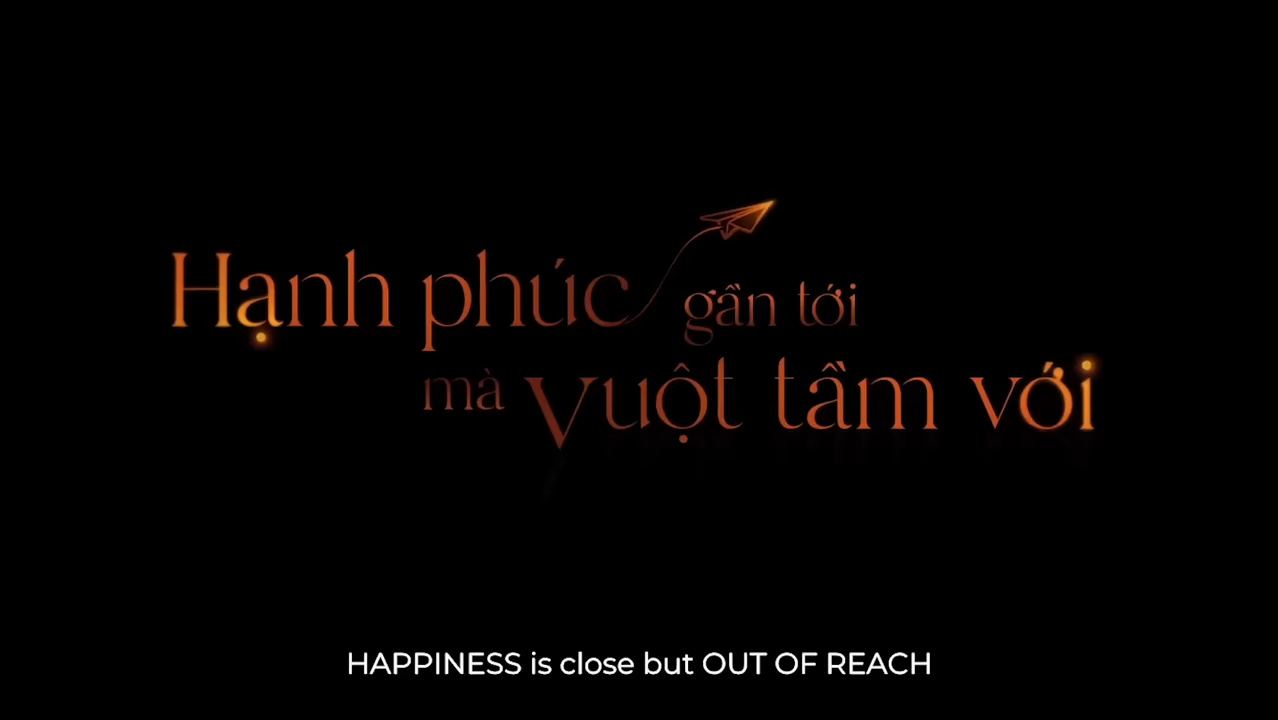 Hạnh phúc gần tới
mà vuột tầm với
HAPPINESS is close but OUT OF REACH